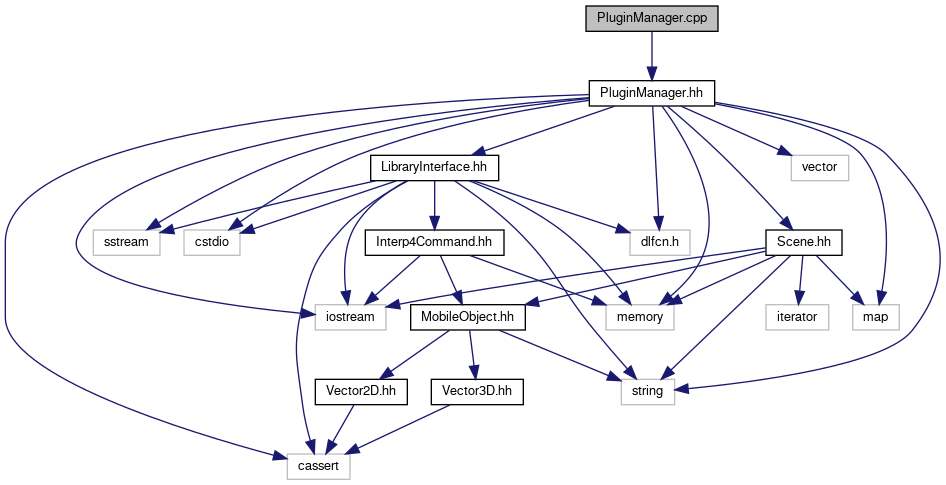 PluginManager.cpp
PluginManager.hh
LibraryInterface.hh
vector
sstream
cstdio
Interp4Command.hh
dlfcn.h
Scene.hh
iostream
MobileObject.hh
memory
iterator
map
Vector2D.hh
Vector3D.hh
string
cassert